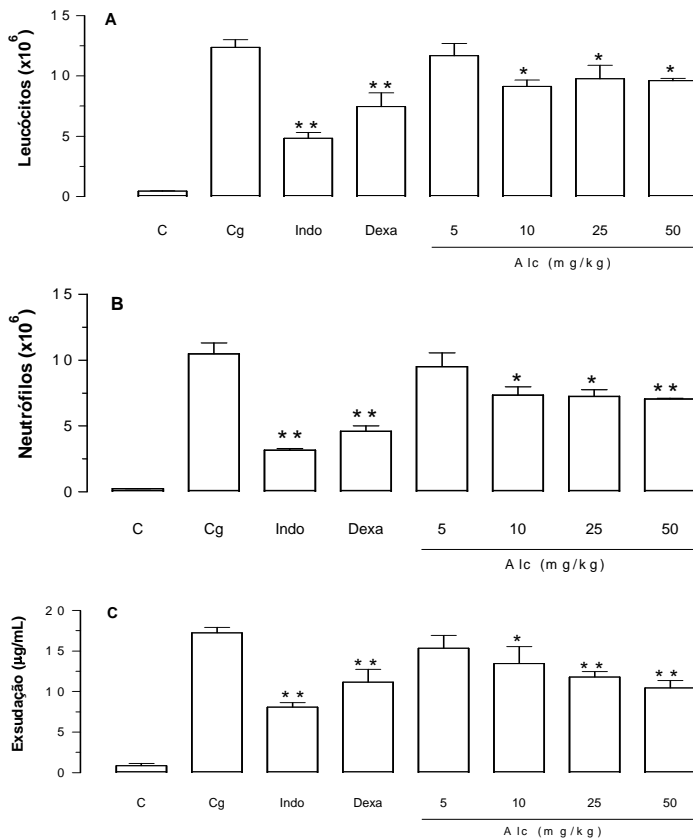 A
Leucócitos (x10⁶)
15
10
5
0
* *
* *
*
*
*
C Cg Indo Dexa 5 10 25 50
Alc (mg/kg)
B
Neutrófilos (x10⁶)
15
10
5
0
* *
* *
*
*
* *
C Cg Indo Dexa 5 10 25 50
Alc (mg/kg)
C
Exsudação (µg/mL)
20
15
10
5
0
* *
* *
*
* *
* *
C Cg Indo Dexa 5 10 25 50
Alc (mg/kg)